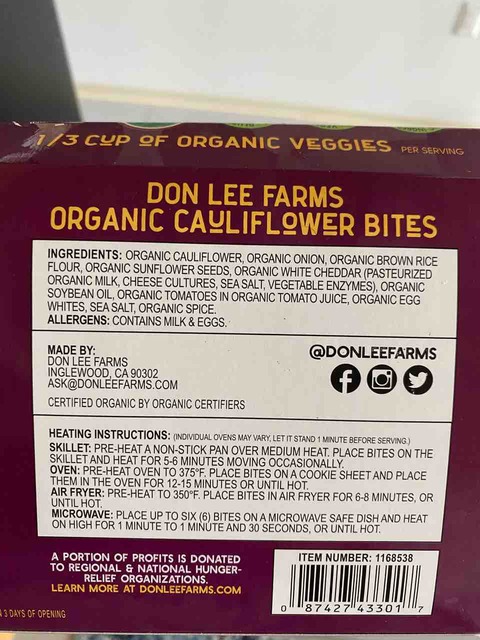 1/3 CUP OF ORGANIC VEGGIES PER SERVING
DON LEE FARMS
ORGANIC CAULIFLOWER BITES
INGREDIENTS: ORGANIC CAULIFLOWER, ORGANIC ONION, ORGANIC BROWN RICE
FLOUR, ORGANIC SUNFLOWER SEEDS, ORGANIC WHITE CHEDDAR (PASTEURIZED
ORGANIC MILK, CHEESE CULTURES, SEA SALT, VEGETABLE ENZYMES), ORGANIC
SOYBEAN OIL, ORGANIC TOMATOES IN ORGANIC TOMATO JUICE, ORGANIC EGG
WHITES, SEA SALT, ORGANIC SPICE.
ALLERGENS: CONTAINS MILK & EGGS.
MADE BY:
DON LEE FARMS
INGLEWOOD, CA 90302
ASK@DONLEEFARMS.COM
CERTIFIED ORGANIC BY ORGANIC CERTIFIERS
@DONLEEFARMS
HEATING INSTRUCTIONS: (INDIVIDUAL OVENS MAY VARY, LET IT STAND 1 MINUTE BEFORE SERVING.)
SKILLET: PRE-HEAT A NON-STICK PAN OVER MEDIUM HEAT. PLACE BITES ON THE
SKILLET AND HEAT FOR 5-6 MINUTES MOVING OCCASIONALLY.
OVEN: PRE-HEAT OVEN TO 375°F. PLACE BITES ON A COOKIE SHEET AND PLACE
THEM IN THE OVEN FOR 12-15 MINUTES OR UNTIL HOT.
AIR FRYER: PRE-HEAT TO 350°F. PLACE BITES IN AIR FRYER FOR 6-8 MINUTES, OR
UNTIL HOT.
MICROWAVE: PLACE UP TO SIX (6) BITES ON A MICROWAVE SAFE DISH AND HEAT
ON HIGH FOR 1 MINUTE TO 1 MINUTE AND 30 SECONDS, OR UNTIL HOT.
A PORTION OF PROFITS IS DONATED
TO REGIONAL & NATIONAL HUNGER-
RELIEF ORGANIZATIONS.
LEARN MORE AT DONLEEFARMS.COM
ITEM NUMBER: 1168538
0 87427 43301 7
3 DAYS OF OPENING